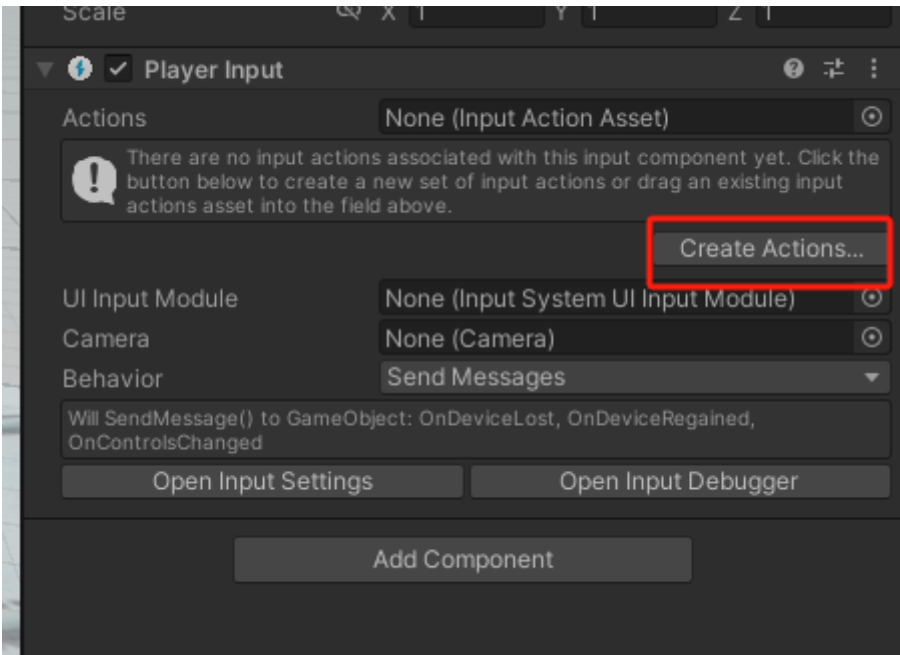 Scale X 1 Y 1 Z 1
Player Input
Actions None (Input Action Asset)
There are no input actions associated with this input component yet. Click the
button below to create a new set of input actions or drag an existing input
actions asset into the field above.
Create Actions...
UI Input Module None (Input System UI Input Module)
Camera None (Camera)
Behavior Send Messages
Will SendMessage() to GameObject: OnDeviceLost, OnDeviceRegained,
OnControlsChanged
Open Input Settings Open Input Debugger
Add Component